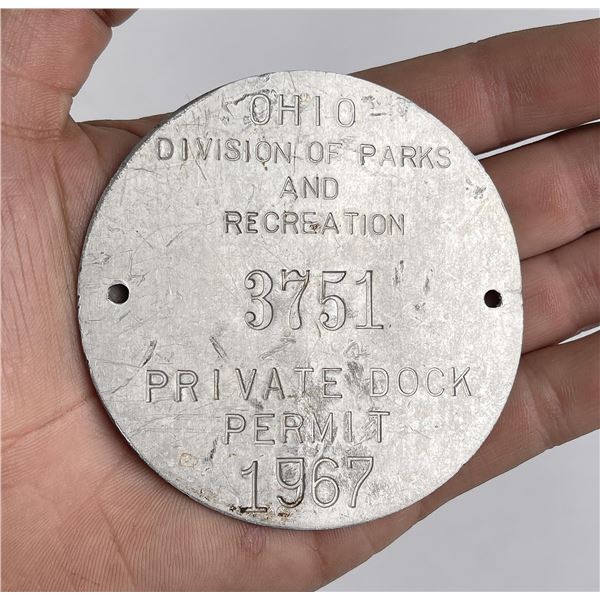 OHIO
DIVISION OF PARKS
AND
RECREATION
3751
PRIVATE DOCK
PERMIT
1967